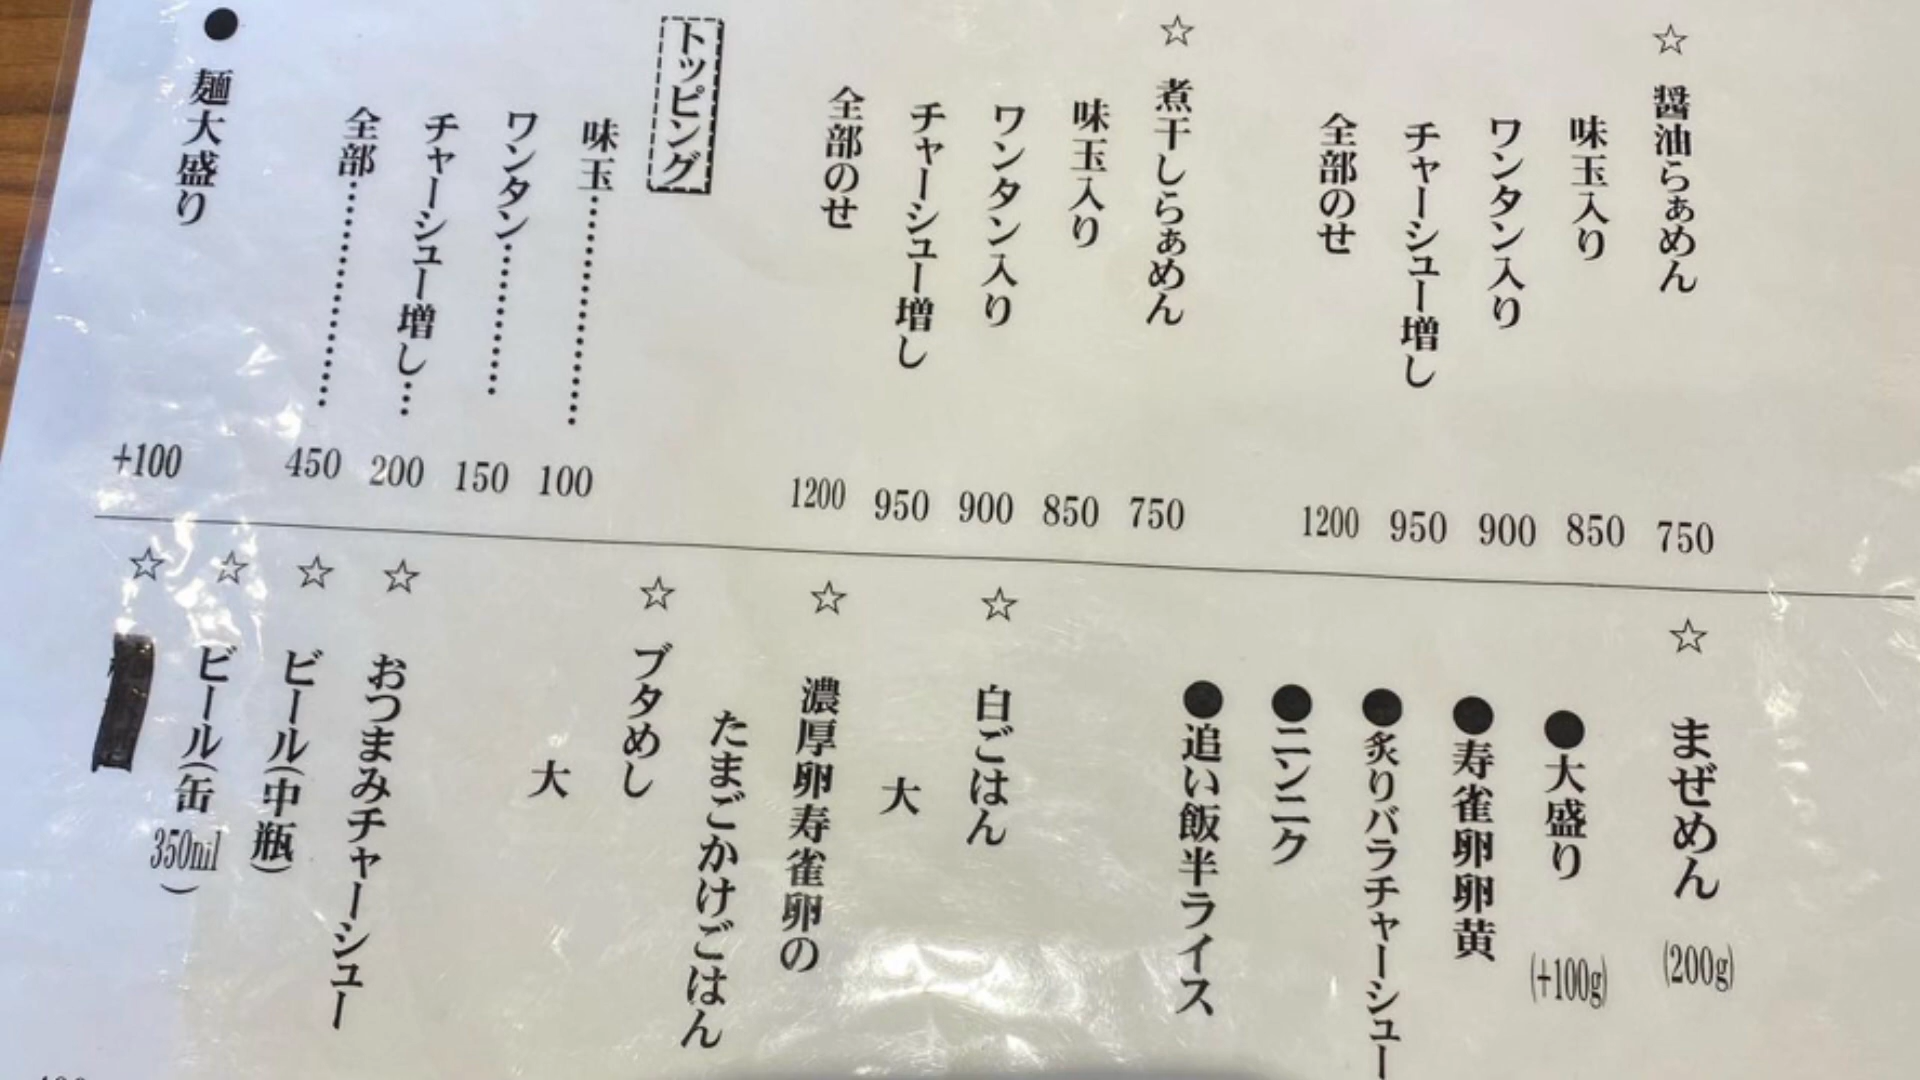 ☆ 醤油らぁめん 750
味玉入り 850
ワンタン入り 900
チャーシュー増し 950
全部のせ 1200
☆ 煮干しらぁめん 750
味玉入り 850
ワンタン入り 900
チャーシュー増し 950
全部のせ 1200
トッピング
味玉………… 100
ワンタン……… 150
チャーシュー増し… 200
全部………… 450
● 麺大盛り +100
☆ まぜめん (200g)
●大盛り (+100g)
●寿雀卵卵黄
●炙りバラチャーシュー
●ニンニク
●追い飯半ライス
☆ 白ごはん
大
☆ 濃厚卵寿雀卵の
たまごかけごはん
☆ ブタめし
大
☆ おつまみチャーシュー
☆ ビール(中瓶)
☆ ビール(缶350ml)
☆